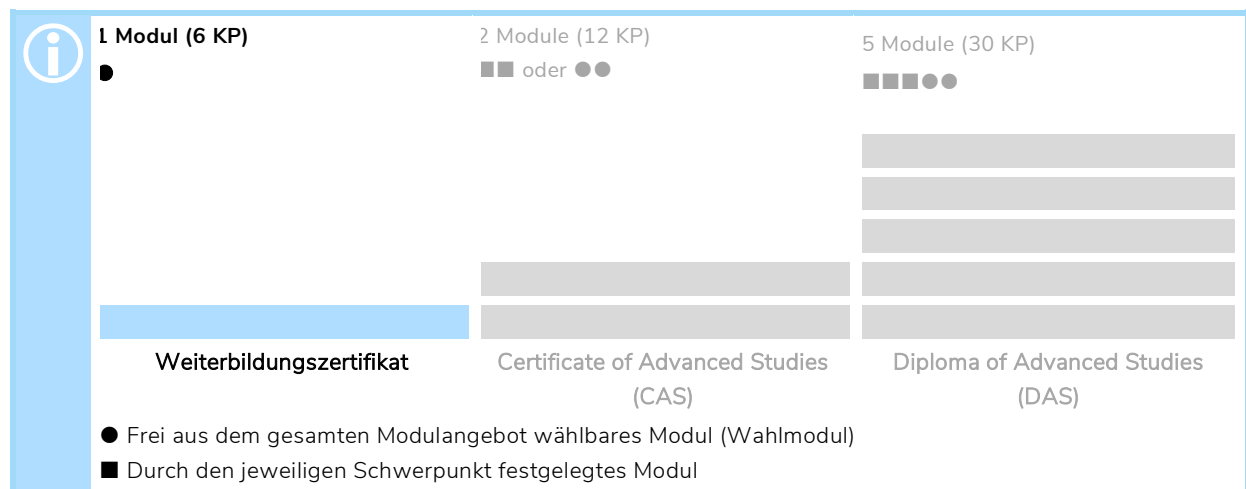 1 Modul (6 KP)
●
2 Module (12 KP)
■■ oder ●●
5 Module (30 KP)
■■■●●
Weiterbildungszertifikat
Certificate of Advanced Studies
(CAS)
Diploma of Advanced Studies
(DAS)
● Frei aus dem gesamten Modulangebot wählbares Modul (Wahlmodul)
■ Durch den jeweiligen Schwerpunkt festgelegtes Modul